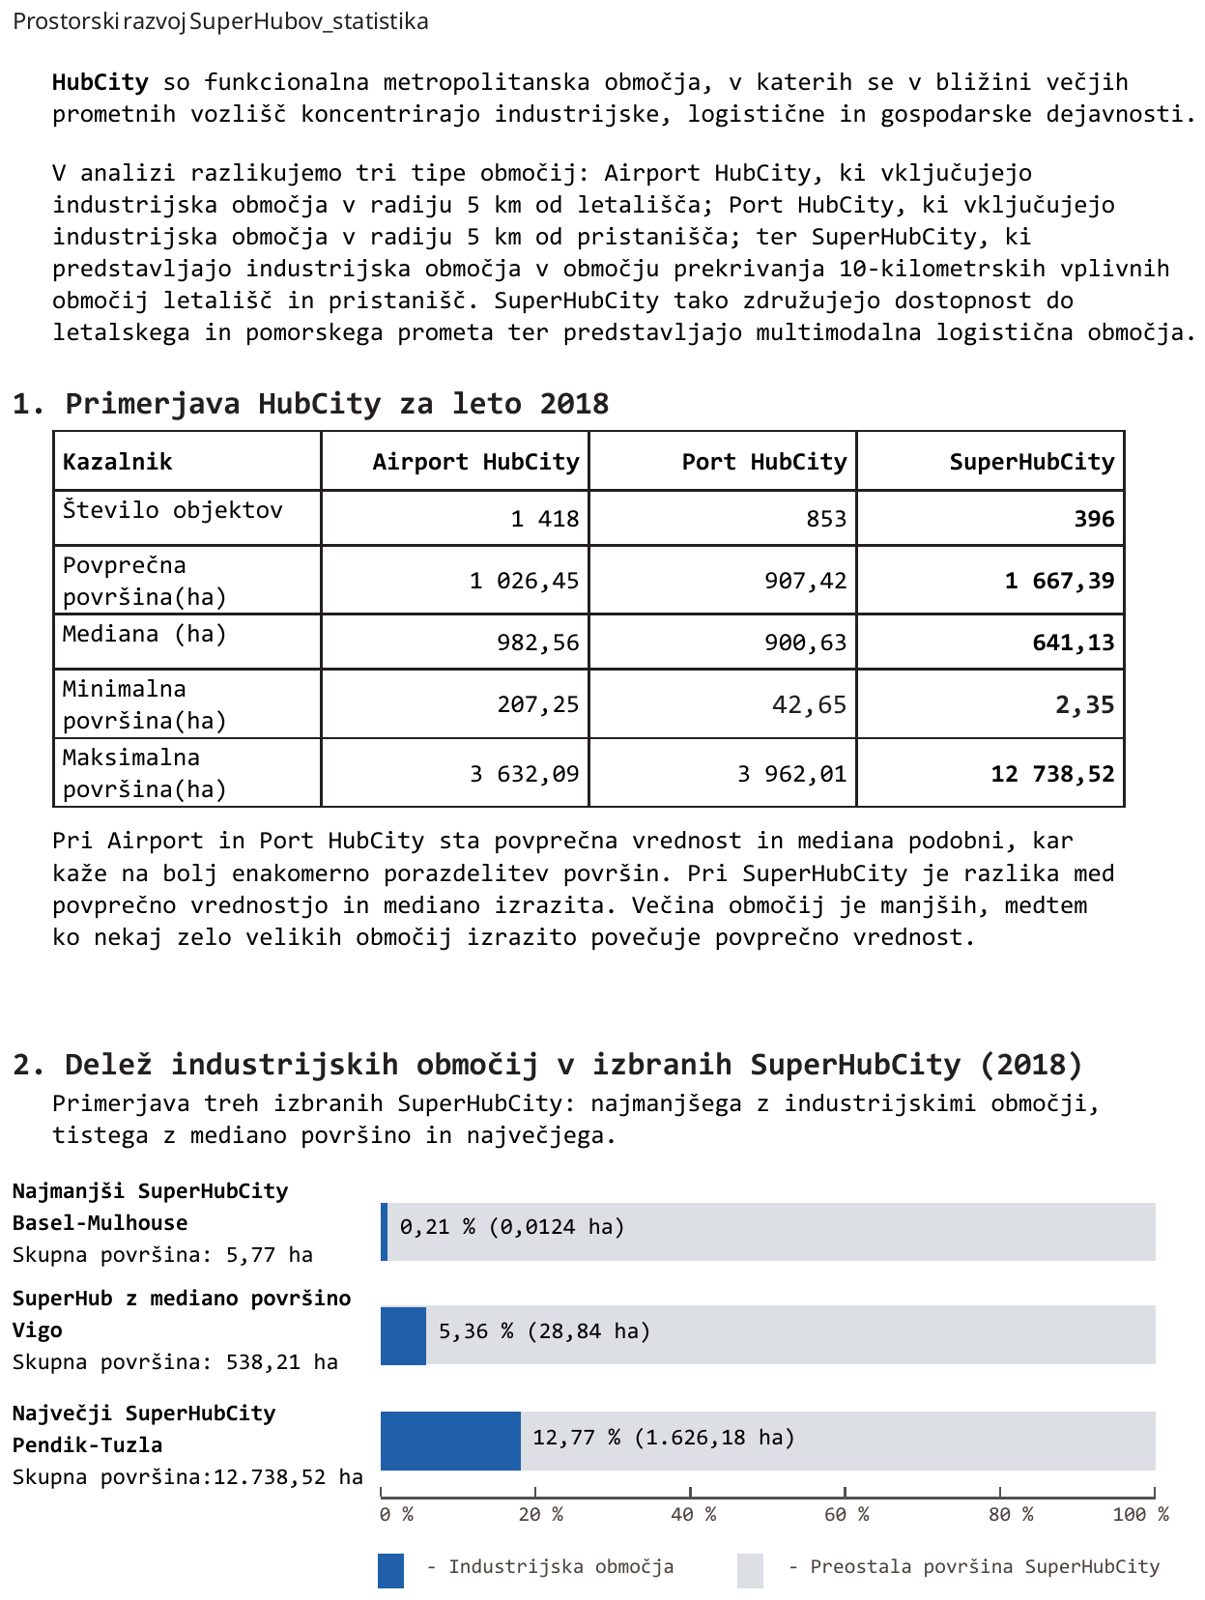 Prostorski razvoj SuperHubov_statistika
HubCity so funkcionalna metropolitanska območja, v katerih se v bližini večjih
prometnih vozlišč koncentrirajo industrijske, logistične in gospodarske dejavnosti.
V analizi razlikujemo tri tipe območij: Airport HubCity, ki vključujejo
industrijska območja v radiju 5 km od letališča; Port HubCity, ki vključujejo
industrijska območja v radiju 5 km od pristanišča; ter SuperHubCity, ki
predstavljajo industrijska območja v območju prekrivanja 10-kilometrskih vplivnih
območij letališč in pristanišč. SuperHubCity tako združujejo dostopnost do
letalskega in pomorskega prometa ter predstavljajo multimodalna logistična območja.
1. Primerjava HubCity za leto 2018
Kazalnik Airport HubCity Port HubCity SuperHubCity
Število objektov 1 418 853 396
Povprečna
površina(ha) 1 026,45 907,42 1 667,39
Mediana (ha) 982,56 900,63 641,13
Minimalna
površina(ha) 207,25 42,65 2,35
Maksimalna
površina(ha) 3 632,09 3 962,01 12 738,52
Pri Airport in Port HubCity sta povprečna vrednost in mediana podobni, kar
kaže na bolj enakomerno porazdelitev površin. Pri SuperHubCity je razlika med
povprečno vrednostjo in mediano izrazita. Večina območij je manjših, medtem
ko nekaj zelo velikih območij izrazito povečuje povprečno vrednost.
2. Delež industrijskih območij v izbranih SuperHubCity (2018)
Primerjava treh izbranih SuperHubCity: najmanjšega z industrijskimi območji,
tistega z mediano površino in največjega.
Najmanjši SuperHubCity
Basel-Mulhouse
Skupna površina: 5,77 ha
0,21 % (0,0124 ha)
SuperHub z mediano površino
Vigo
Skupna površina: 538,21 ha
5,36 % (28,84 ha)
Največji SuperHubCity
Pendik-Tuzla
Skupna površina:12.738,52 ha
12,77 % (1.626,18 ha)
0 % 20 % 40 % 60 % 80 % 100 %
- Industrijska območja - Preostala površina SuperHubCity